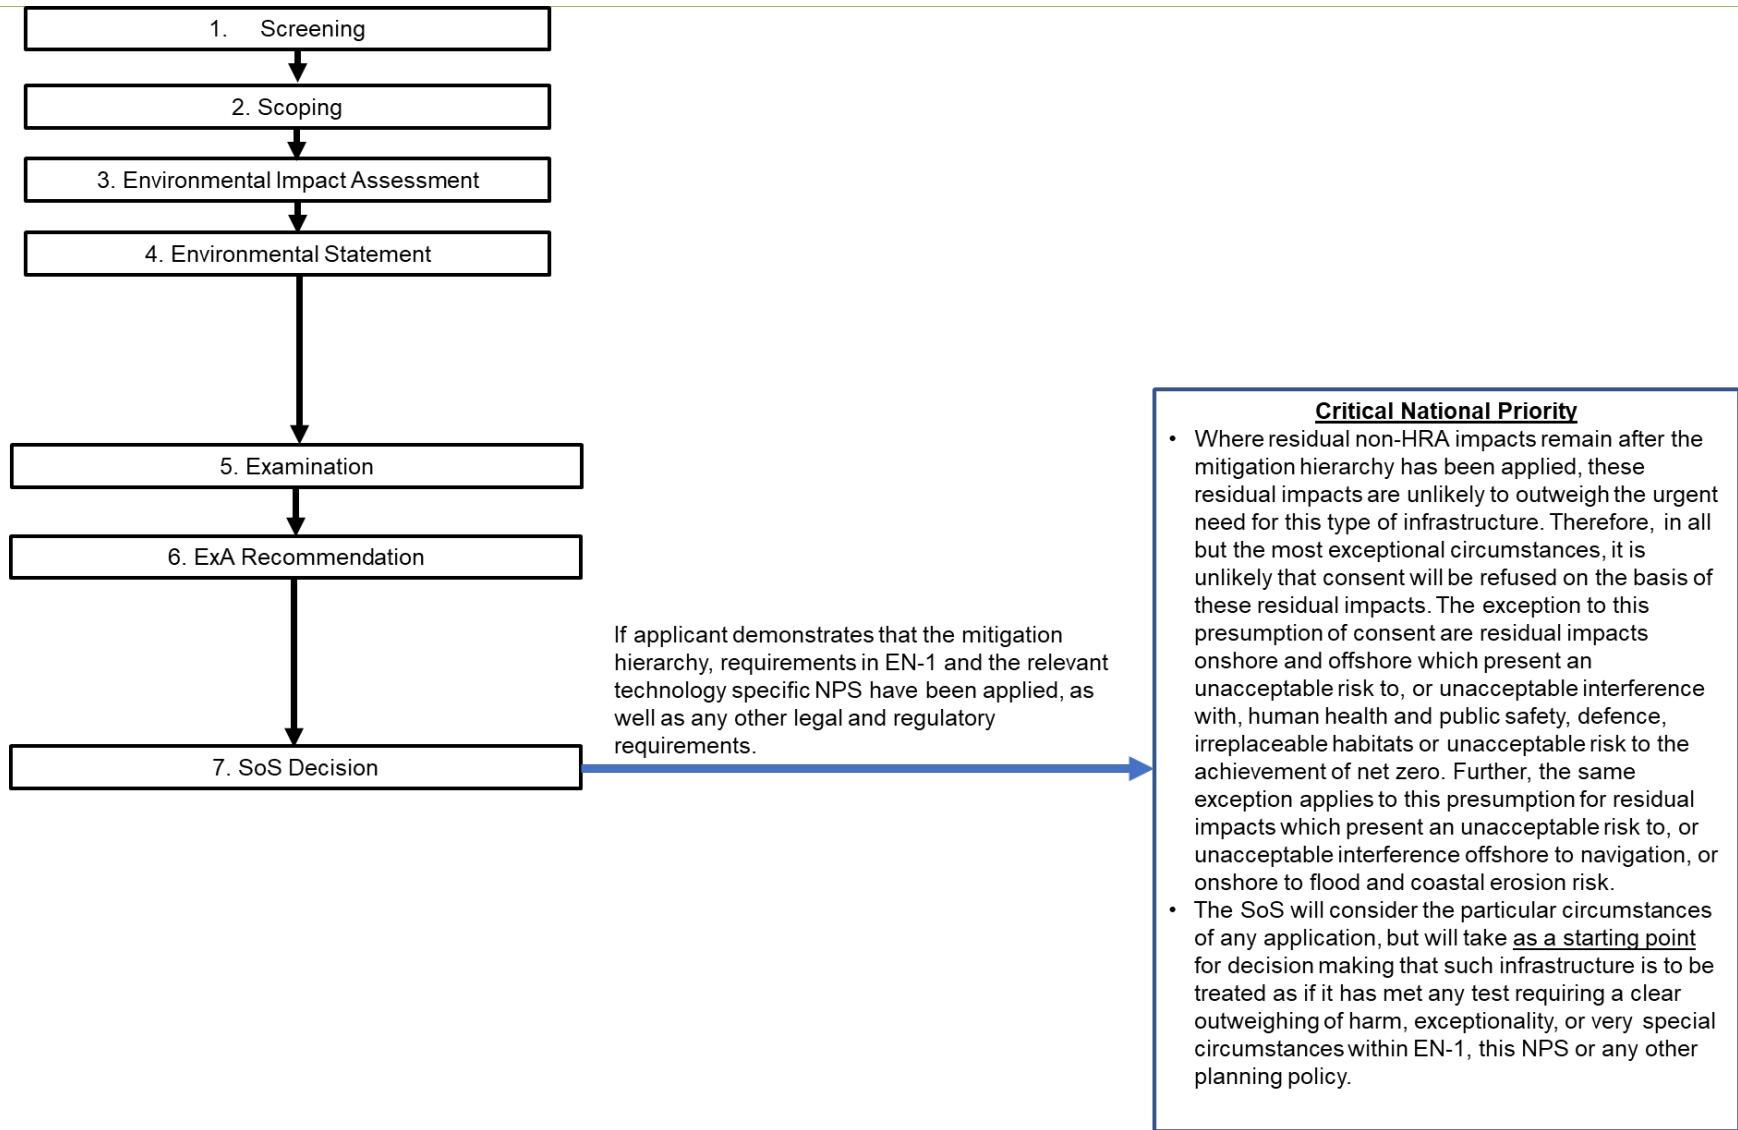 1. Screening
2. Scoping
3. Environmental Impact Assessment
4. Environmental Statement
5. Examination
6. ExA Recommendation
7. SoS Decision
If applicant demonstrates that the mitigation
hierarchy, requirements in EN-1 and the relevant
technology specific NPS have been applied, as
well as any other legal and regulatory
requirements.
Critical National Priority
• Where residual non-HRA impacts remain after the
mitigation hierarchy has been applied, these
residual impacts are unlikely to outweigh the urgent
need for this type of infrastructure. Therefore, in all
but the most exceptional circumstances, it is
unlikely that consent will be refused on the basis of
these residual impacts. The exception to this
presumption of consent are residual impacts
onshore and offshore which present an
unacceptable risk to, or unacceptable interference
with, human health and public safety, defence,
irreplaceable habitats or unacceptable risk to the
achievement of net zero. Further, the same
exception applies to this presumption for residual
impacts which present an unacceptable risk to, or
unacceptable interference offshore to navigation, or
onshore to flood and coastal erosion risk.
• The SoS will consider the particular circumstances
of any application, but will take as a starting point
for decision making that such infrastructure is to be
treated as if it has met any test requiring a clear
outweighing of harm, exceptionality, or very special
circumstances within EN-1, this NPS or any other
planning policy.